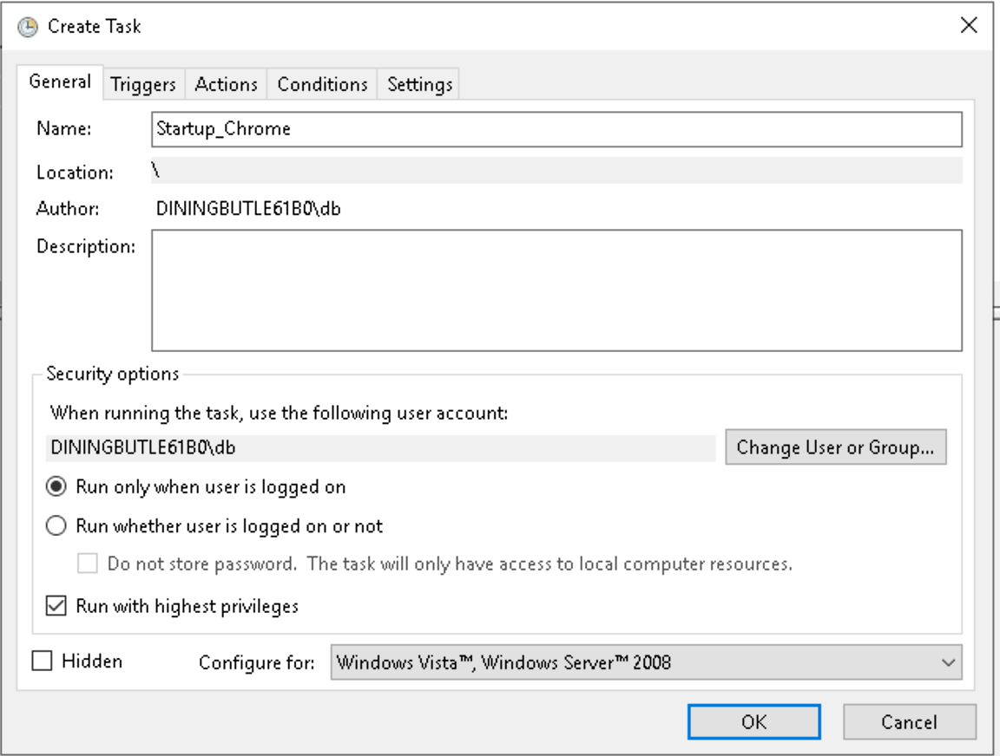 Create Task
General Triggers Actions Conditions Settings
Name: Startup_Chrome
Location: \
Author: DININGBUTLE61B0\db
Description:
Security options
When running the task, use the following user account:
DININGBUTLE61B0\db Change User or Group...
Run only when user is logged on
Run whether user is logged on or not
Do not store password. The task will only have access to local computer resources.
Run with highest privileges
Hidden Configure for: Windows Vista™, Windows Server™ 2008
OK Cancel